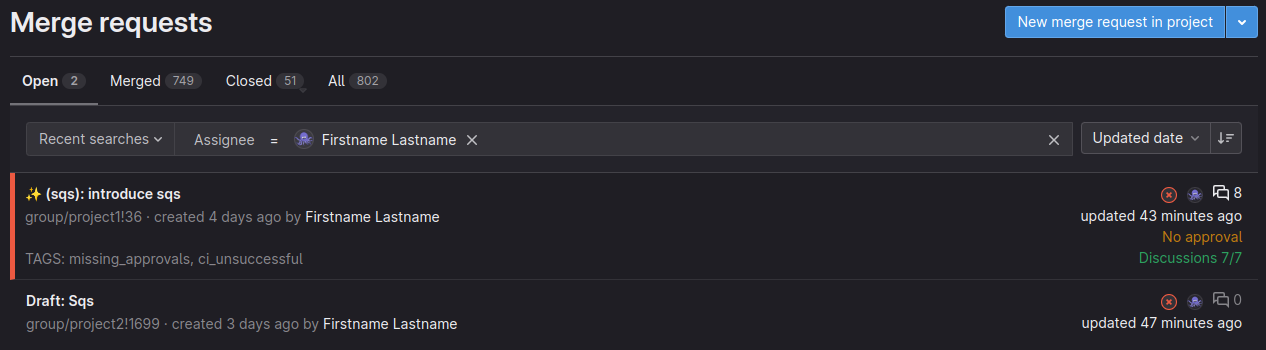 Merge requests
New merge request in project
Open 2 Merged 749 Closed 51 All 802
Recent searches Assignee = Firstname Lastname Updated date
✨ (sqs): introduce sqs 8
group/project1!36 · created 4 days ago by Firstname Lastname updated 43 minutes ago
No approval
TAGS: missing_approvals, ci_unsuccessful Discussions 7/7
Draft: Sqs 0
group/project2!1699 · created 3 days ago by Firstname Lastname updated 47 minutes ago